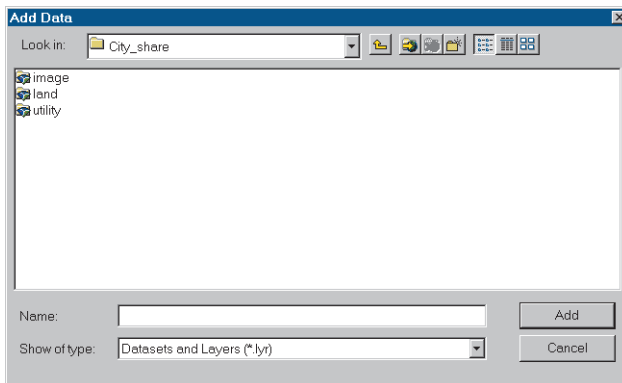 Add Data
Look in: City_share
image
land
utility
Name: Add
Show of type: Datasets and Layers (*.lyr) Cancel